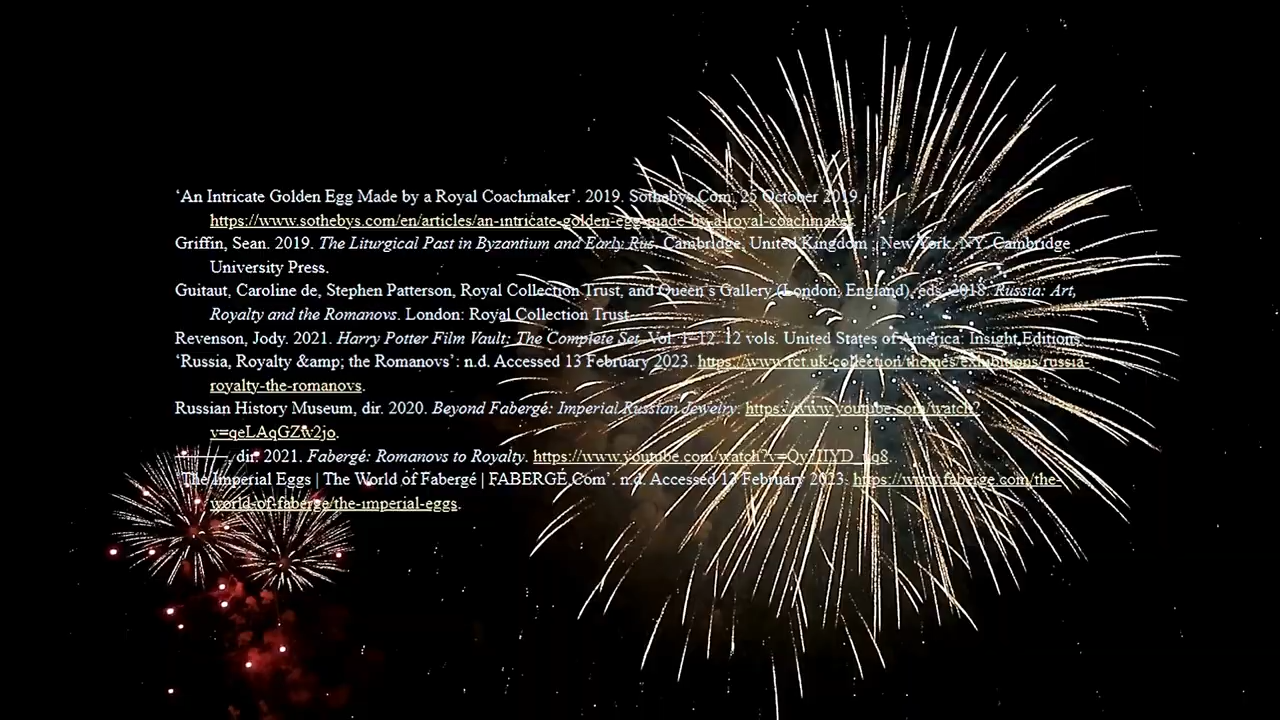 ‘An Intricate Golden Egg Made by a Royal Coachmaker’. 2019. Sothebys.Com, 25 October 2019.
https://www.sothebys.com/en/articles/an-intricate-golden-egg-made-by-a-royal-coachmaker.
Griffin, Sean. 2019. The Liturgical Past in Byzantium and Early Rus. Cambridge, United Kingdom ; New York, NY: Cambridge
University Press.
Guitaut, Caroline de, Stephen Patterson, Royal Collection Trust, and Queen’s Gallery (London, England), eds. 2018. Russia: Art,
Royalty and the Romanovs. London: Royal Collection Trust.
Revenson, Jody. 2021. Harry Potter Film Vault: The Complete Set, Vol. 1–12. 12 vols. United States of America: Insight Editions.
‘Russia, Royalty &amp; the Romanovs’: n.d. Accessed 13 February 2023. https://www.rct.uk/collection/themes/exhibitions/russia-
royalty-the-romanovs.
Russian History Museum, dir. 2020. Beyond Fabergé: Imperial Russian Jewelry. https://www.youtube.com/watch?
v=qeLAqGZw2jo.
———, dir. 2021. Fabergé: Romanovs to Royalty.
‘The Imperial Eggs | The World of Fabergé | FABERGÉ.Com’. n.d. Accessed 13 February 2023. https://www.faberge.com/the-
world-of-faberge/the-imperial-eggs.